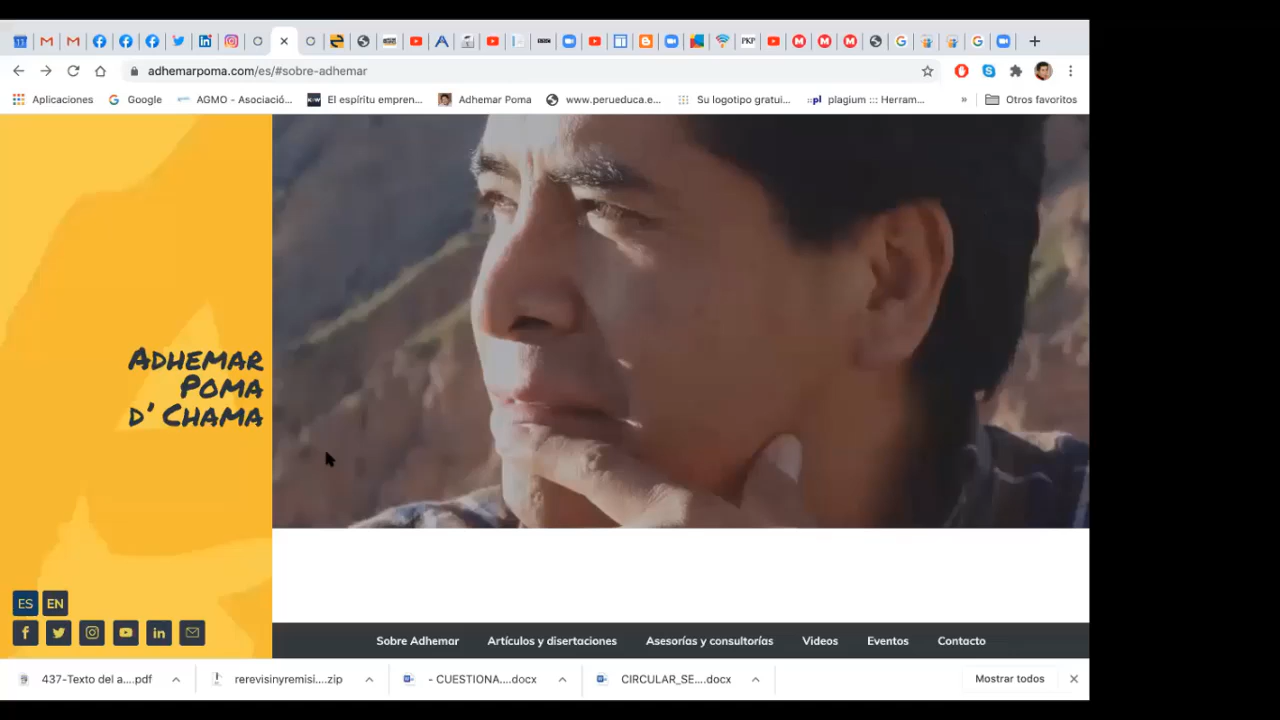 adhemarpoma.com/es/#sobre-adhemar
Aplicaciones
Google
AGMO - Asociació...
El espíritu empren...
Adhemar Poma
www.perueduca.e...
Su logotipo gratui...
plagium ::: Herram...
»
Otros favoritos
ADHEMAR
POMA
D' CHAMA
ES EN
Sobre Adhemar
Artículos y disertaciones
Asesorías y consultorías
Videos
Eventos
Contacto
437-Texto del a....pdf
rerevisinyremisi....zip
- CUESTIONA....docx
CIRCULAR_SE....docx
Mostrar todos